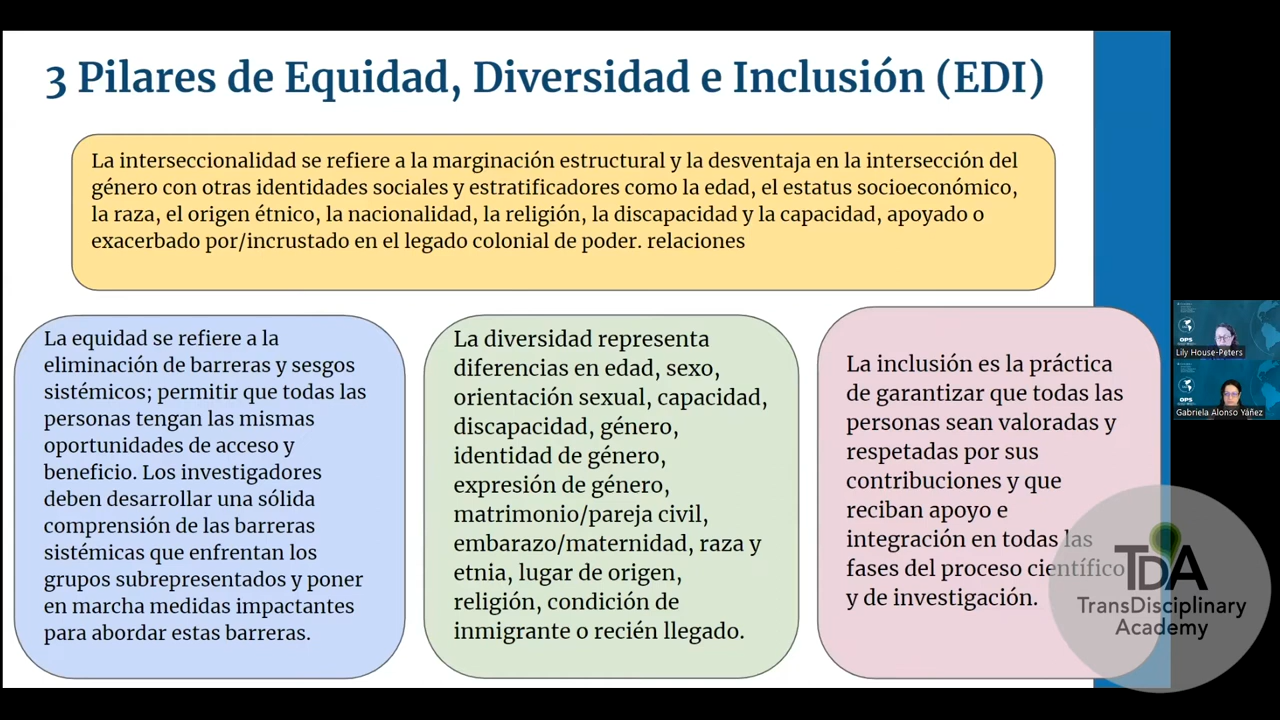 3 Pilares de Equidad, Diversidad e Inclusión (EDI)
La interseccionalidad se refiere a la marginación estructural y la desventaja en la intersección del
género con otras identidades sociales y estratificadores como la edad, el estatus socioeconómico,
la raza, el origen étnico, la nacionalidad, la religión, la discapacidad y la capacidad, apoyado o
exacerbado por/incrustado en el legado colonial de poder. relaciones
La equidad se refiere a la
eliminación de barreras y sesgos
sistémicos; permitir que todas las
personas tengan las mismas
oportunidades de acceso y
beneficio. Los investigadores
deben desarrollar una sólida
comprensión de las barreras
sistémicas que enfrentan los
grupos subrepresentados y poner
en marcha medidas impactantes
para abordar estas barreras.
La diversidad representa
diferencias en edad, sexo,
orientación sexual, capacidad,
discapacidad, género,
identidad de género,
expresión de género,
matrimonio/pareja civil,
embarazo/maternidad, raza y
etnia, lugar de origen,
religión, condición de
inmigrante o recién llegado.
La inclusión es la práctica
de garantizar que todas las
personas sean valoradas y
respetadas por sus
contribuciones y que
reciban apoyo e
integración en todas las
fases del proceso científico
y de investigación.
OPS
Lily House-Peters
OPS
Gabriela Alonso Yáñez
TDA
TransDisciplinary
Academy